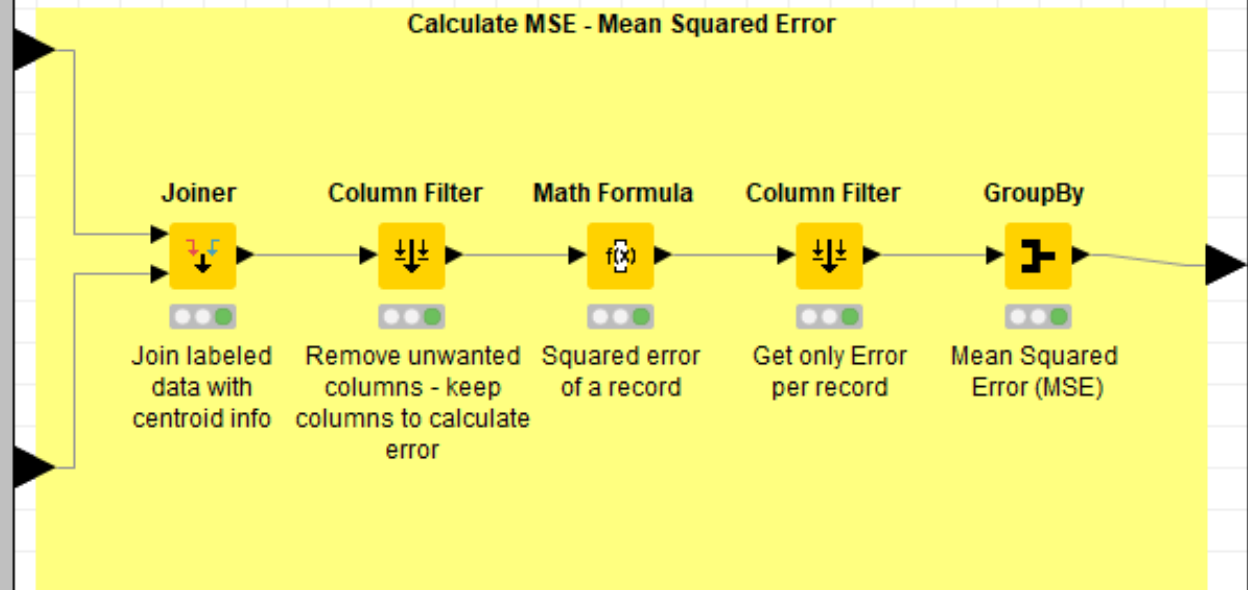 Calculate MSE - Mean Squared Error
Joiner
Column Filter
Math Formula
Column Filter
GroupBy
f(x)
Join labeled
data with
centroid info
Remove unwanted
columns - keep
columns to calculate
error
Squared error
of a record
Get only Error
per record
Mean Squared
Error (MSE)